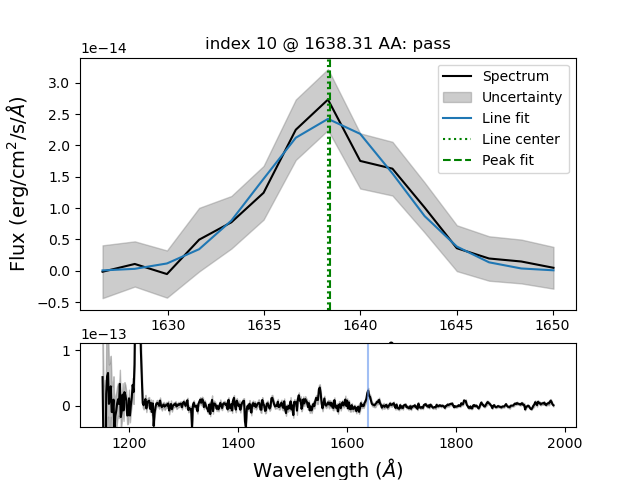 index 10 @ 1638.31 AA: pass
1e−14
Flux (erg/cm²/s/Å)
3.0
2.5
2.0
1.5
1.0
0.5
0.0
−0.5
Spectrum
Uncertainty
Line fit
Line center
Peak fit
1630 1635 1640 1645 1650
1e−13
1
0
1200 1400 1600 1800 2000
Wavelength (Å)